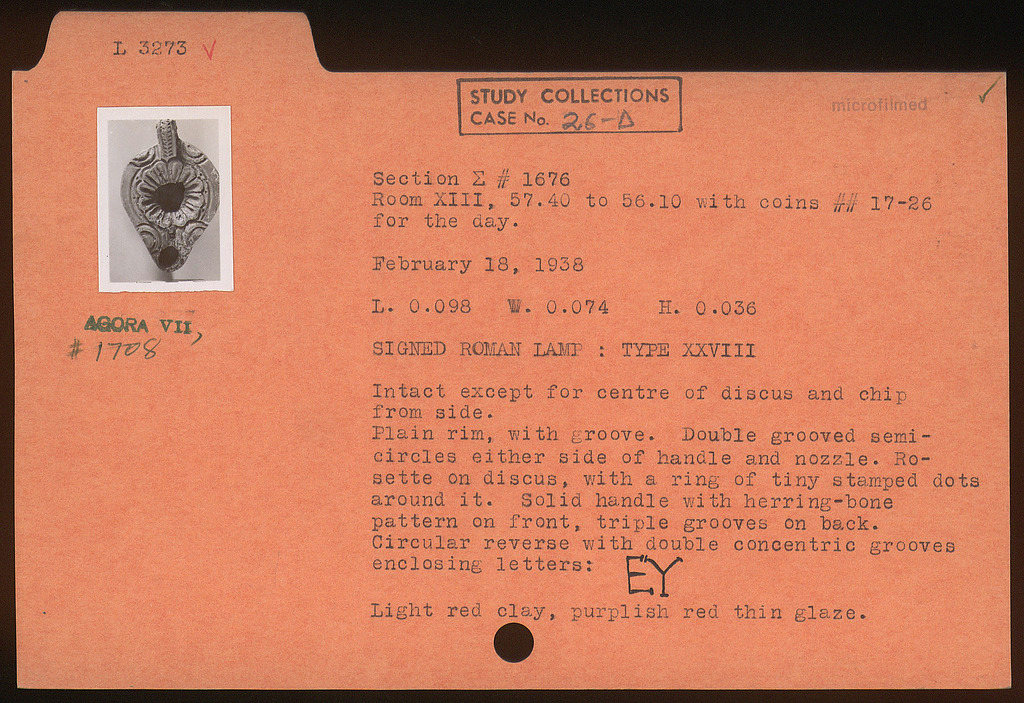 L 3273 √
STUDY COLLECTIONS
CASE No. 26-Δ
microfilmed ✓
Section Σ # 1676
Room XIII, 57.40 to 56.10 with coins ## 17-26
for the day.
February 18, 1938
L. 0.098 W. 0.074 H. 0.036
AGORA VII,
# 1708
SIGNED ROMAN LAMP : TYPE XXVIII
Intact except for centre of discus and chip
from side.
Plain rim, with groove. Double grooved semi-
circles either side of handle and nozzle. Ro-
sette on discus, with a ring of tiny stamped dots
around it. Solid handle with herring-bone
pattern on front, triple grooves on back.
Circular reverse with double concentric grooves
enclosing letters: ΕΥ
Light red clay, purplish red thin glaze.